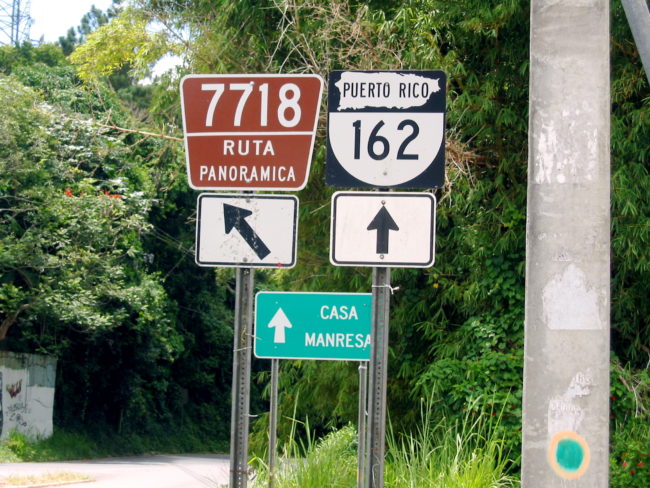 7718
RUTA
PANORAMICA
PUERTO RICO
162
CASA
MANRESA